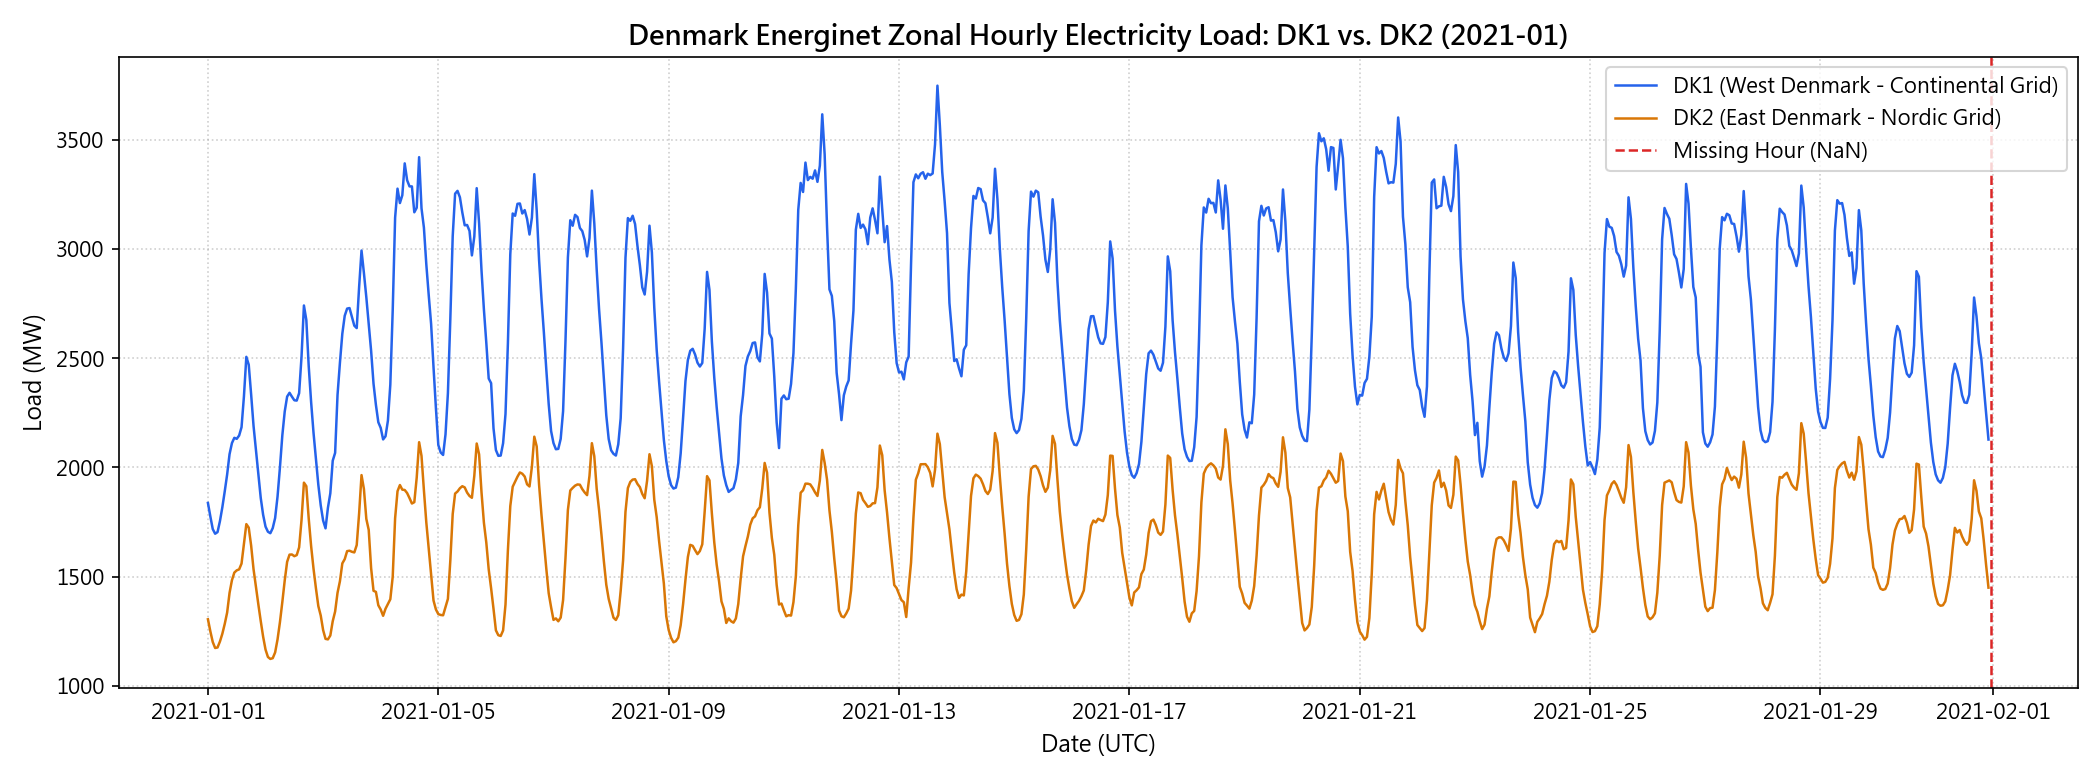 Denmark Energinet Zonal Hourly Electricity Load: DK1 vs. DK2 (2021-01)
DK1 (West Denmark - Continental Grid)
DK2 (East Denmark - Nordic Grid)
Missing Hour (NaN)
Load (MW)
3500
3000
2500
2000
1500
1000
2021-01-01
2021-01-05
2021-01-09
2021-01-13
2021-01-17
2021-01-21
2021-01-25
2021-01-29
2021-02-01
Date (UTC)